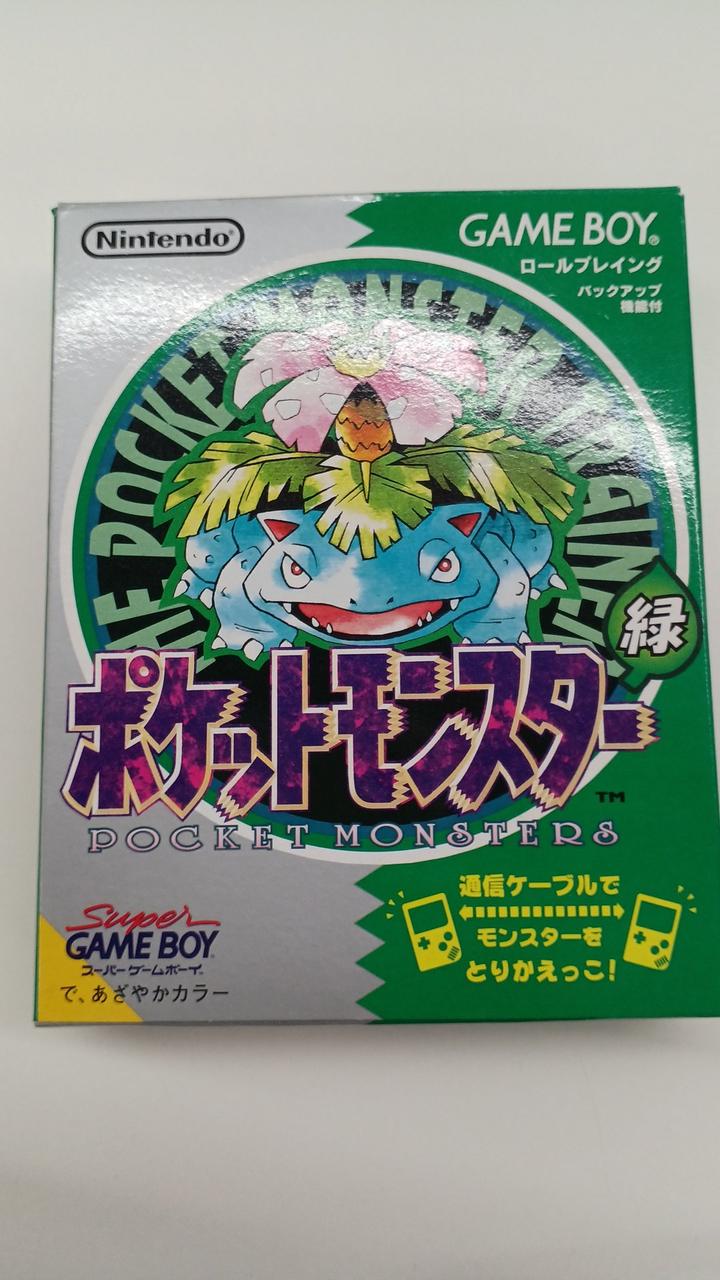 Nintendo®
GAME BOY®
ロールプレイング
バックアップ
機能付
THE POCKET MONSTER TRAINER
緑
ポケットモンスター
TM
POCKET MONSTERS
通信ケーブルで
モンスターを
とりかえっこ!
Super
GAME BOY®
スーパーゲームボーイ®
で、あざやかカラー